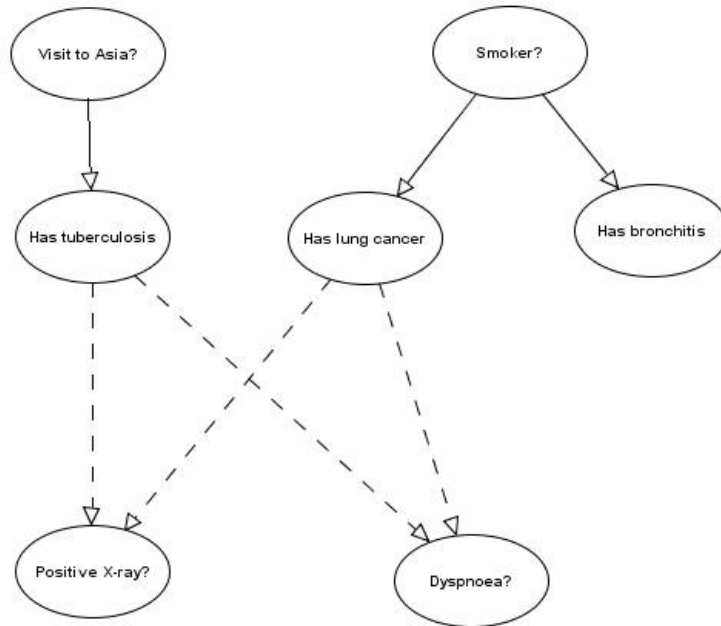 Visit to Asia?
Smoker?
Has tuberculosis
Has lung cancer
Has bronchitis
Positive X-ray?
Dyspnoea?